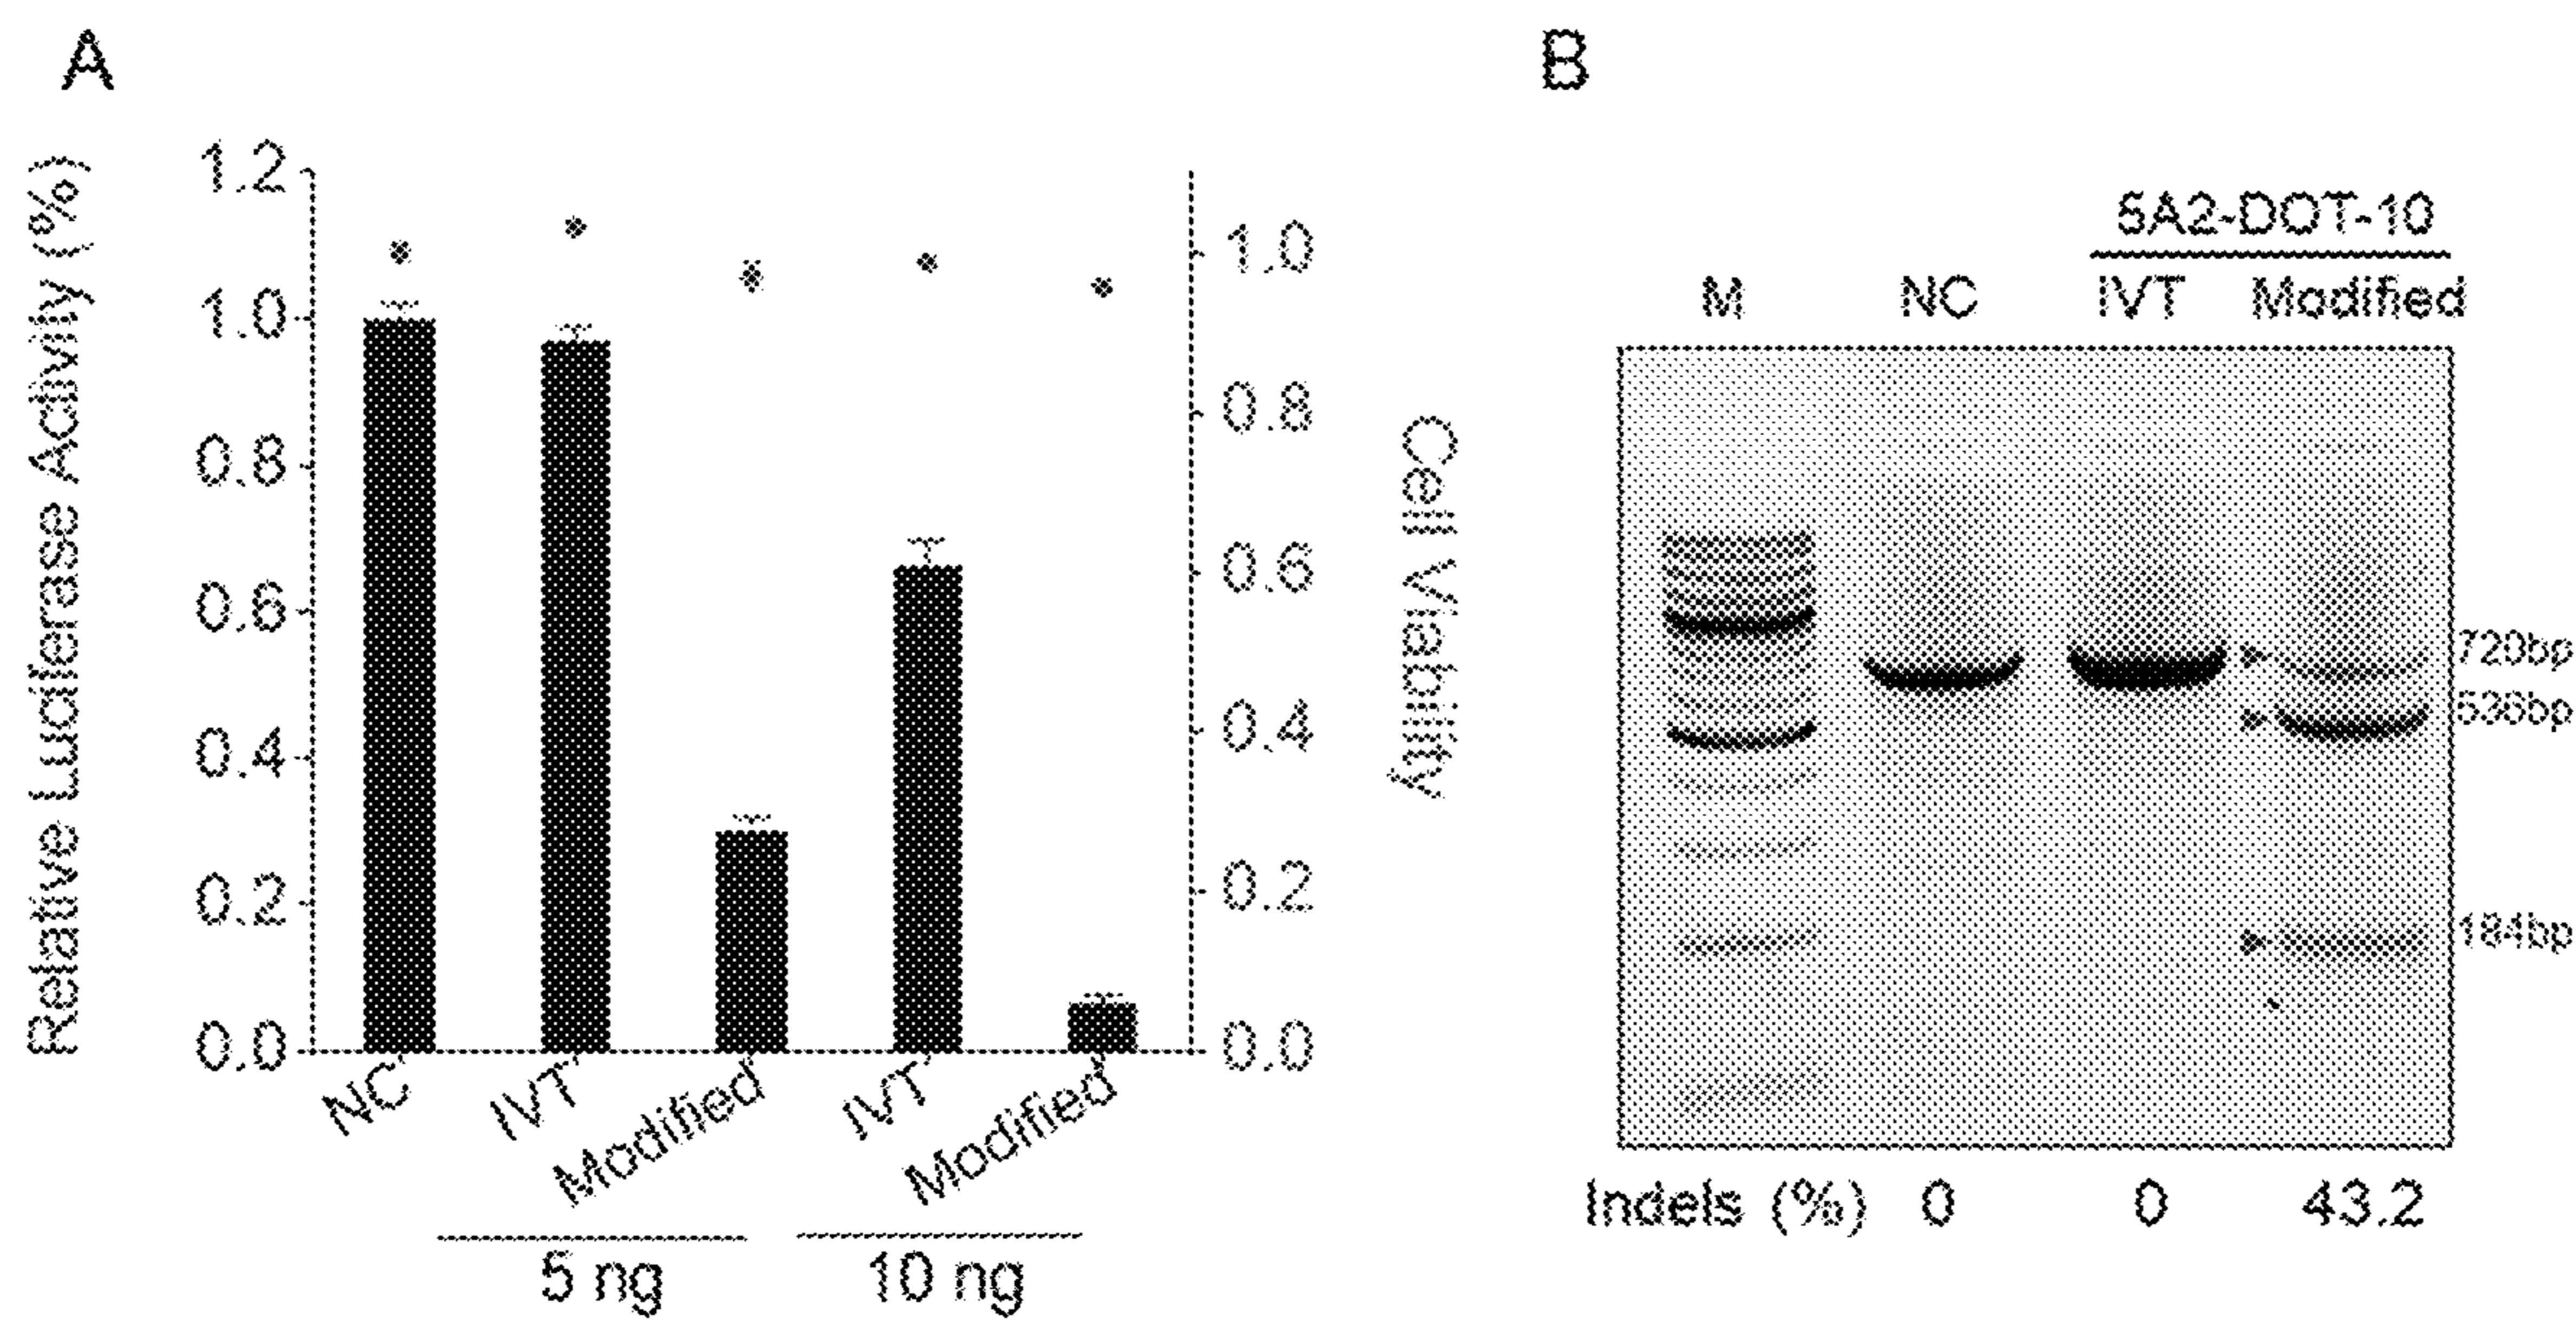 A
Relative Luciferase Activity (%)
1.2
1.0
0.8
0.6
0.4
0.2
0.0
1.0
0.8
0.6
0.4
0.2
0.0
Cell Viability
NC
IVT
Modified
IVT
Modified
5 ng
10 ng
B
5A2-DOT-10
M NC IVT Modified
720bp
536bp
184bp
Indels (%) 0 0 43.2